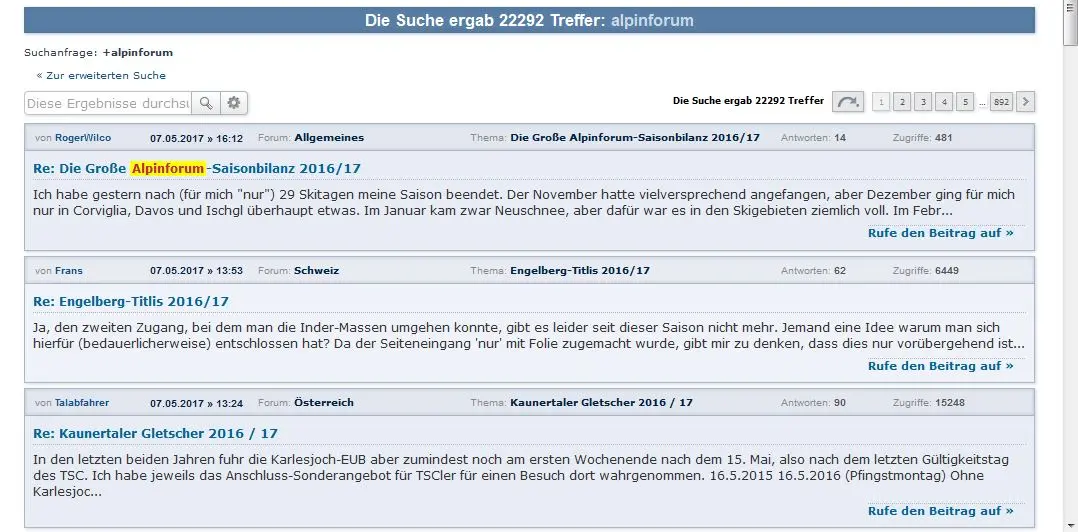 Die Suche ergab 22292 Treffer: alpinforum
Suchanfrage: +alpinforum
« Zur erweiterten Suche
Diese Ergebnisse durchsu
Die Suche ergab 22292 Treffer 1 2 3 4 5 ... 892
von RogerWilco 07.05.2017 » 16:12 Forum: Allgemeines Thema: Die Große Alpinforum-Saisonbilanz 2016/17 Antworten: 14 Zugriffe: 481
Re: Die Große Alpinforum-Saisonbilanz 2016/17
Ich habe gestern nach (für mich "nur") 29 Skitagen meine Saison beendet. Der November hatte vielversprechend angefangen, aber Dezember ging für mich
nur in Corviglia, Davos und Ischgl überhaupt etwas. Im Januar kam zwar Neuschnee, aber dafür war es in den Skigebieten ziemlich voll. Im Febr...
Rufe den Beitrag auf »
von Frans 07.05.2017 » 13:53 Forum: Schweiz Thema: Engelberg-Titlis 2016/17 Antworten: 62 Zugriffe: 6449
Re: Engelberg-Titlis 2016/17
Ja, den zweiten Zugang, bei dem man die Inder-Massen umgehen konnte, gibt es leider seit dieser Saison nicht mehr. Jemand eine Idee warum man sich
hierfür (bedauerlicherweise) entschlossen hat? Da der Seiteneingang 'nur' mit Folie zugemacht wurde, gibt mir zu denken, dass dies nur vorübergehend ist...
Rufe den Beitrag auf »
von Talabfahrer 07.05.2017 » 13:24 Forum: Österreich Thema: Kaunertaler Gletscher 2016 / 17 Antworten: 90 Zugriffe: 15248
Re: Kaunertaler Gletscher 2016 / 17
In den letzten beiden Jahren fuhr die Karlesjoch-EUB aber zumindest noch am ersten Wochenende nach dem 15. Mai, also nach dem letzten Gültigkeitstag
des TSC. Ich habe jeweils das Anschluss-Sonderangebot für TSCler für einen Besuch dort wahrgenommen. 16.5.2015 16.5.2016 (Pfingstmontag) Ohne
Karlesjoc...
Rufe den Beitrag auf »